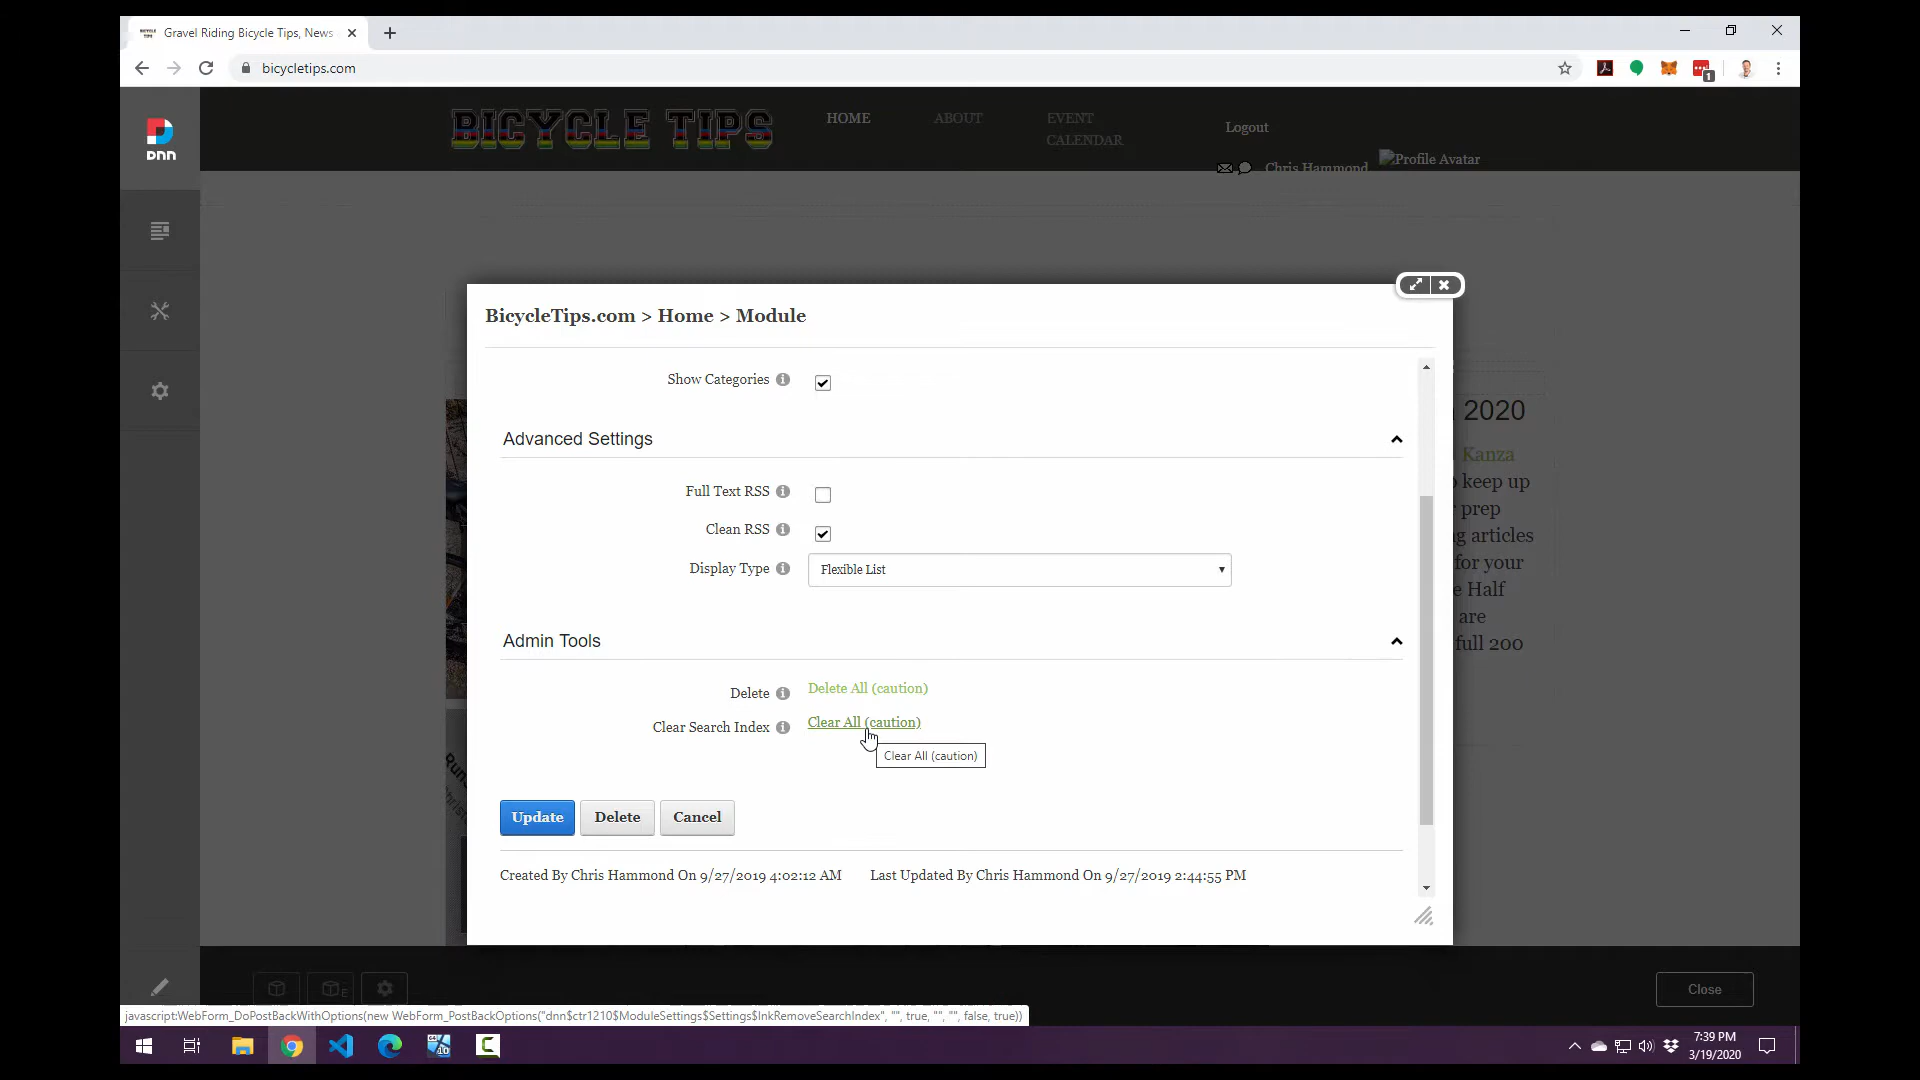 Gravel Riding Bicycle Tips, News
bicycletips.com
1
DNN
BICYCLE TIPS
HOME
ABOUT
EVENT
CALENDAR
Logout
Chris Hammond
Profile Avatar
BicycleTips.com > Home > Module
Show Categories
Advanced Settings
Full Text RSS
Clean RSS
Display Type
Flexible List
Admin Tools
Delete
Delete All (caution)
Clear Search Index
Clear All (caution)
Clear All (caution)
Update
Delete
Cancel
Created By Chris Hammond On 9/27/2019 4:02:12 AM
Last Updated By Chris Hammond On 9/27/2019 2:44:55 PM
2020
Kanza
keep up
prep
articles
for your
Half
are
full 200
E
Close
javascript:WebForm_DoPostBackWithOptions(new WebForm_PostBackOptions("dnn$ctr1210$ModuleSettings$Settings$lnkRemoveSearchIndex", "", true, "", "", false, true))
7:39 PM
3/19/2020